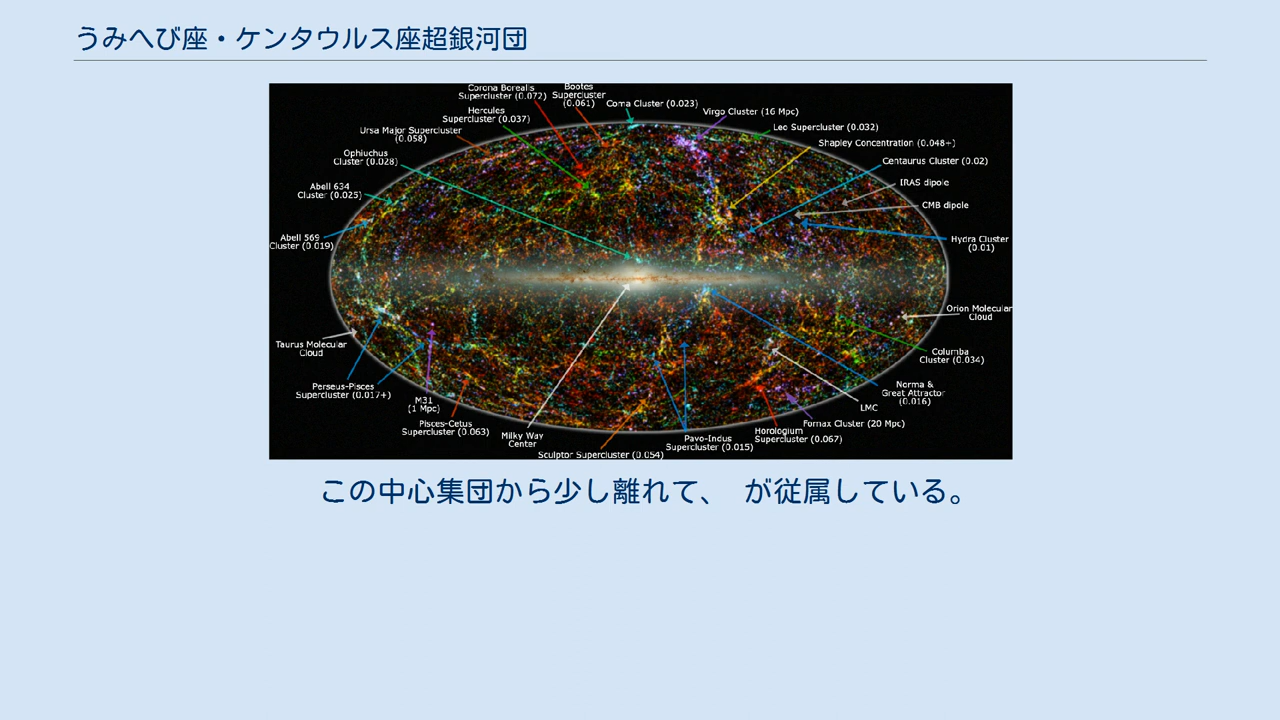 うみへび座・ケンタウルス座超銀河団
Corona Borealis
Supercluster (0.072)
Bootes
Supercluster
(0.061)
Coma Cluster (0.023)
Virgo Cluster (16 Mpc)
Hercules
Supercluster (0.037)
Leo Supercluster (0.032)
Ursa Major Supercluster
(0.058)
Shapley Concentration (0.048+)
Ophiuchus
Cluster (0.028)
Centaurus Cluster (0.02)
Abell 634
Cluster (0.025)
IRAS dipole
CMB dipole
Abell 569
Cluster (0.019)
Hydra Cluster
(0.01)
Orion Molecular
Cloud
Taurus Molecular
Cloud
Columba
Cluster (0.034)
Perseus-Pisces
Supercluster (0.017+)
Norma &
Great Attractor
(0.016)
M31
(1 Mpc)
LMC
Pisces-Cetus
Supercluster (0.063)
Fornax Cluster (20 Mpc)
Milky Way
Center
Horologium
Supercluster (0.067)
Pavo-Indus
Supercluster (0.015)
Sculptor Supercluster (0.054)
この中心集団から少し離れて、 が従属している。